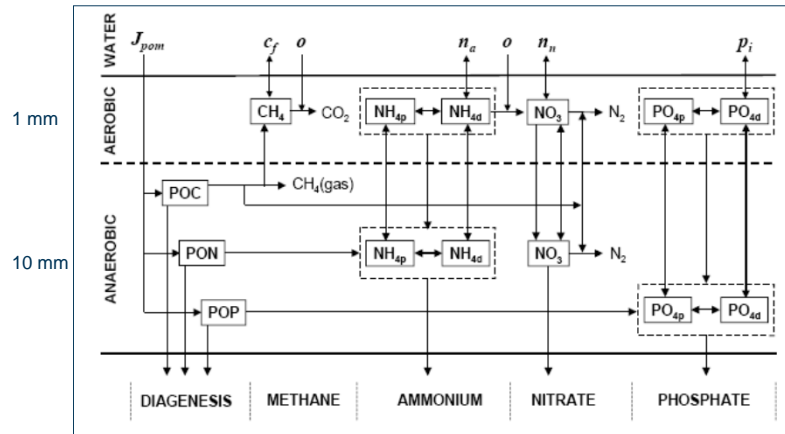 WATER
J_pom c_f o n_a o n_n p_i
1 mm
AEROBIC
CH4 CO2 NH4p NH4d NO3 N2 PO4p PO4d
POC CH4(gas)
10 mm
ANAEROBIC
PON NH4p NH4d NO3 N2
POP PO4p PO4d
DIAGENESIS METHANE AMMONIUM NITRATE PHOSPHATE